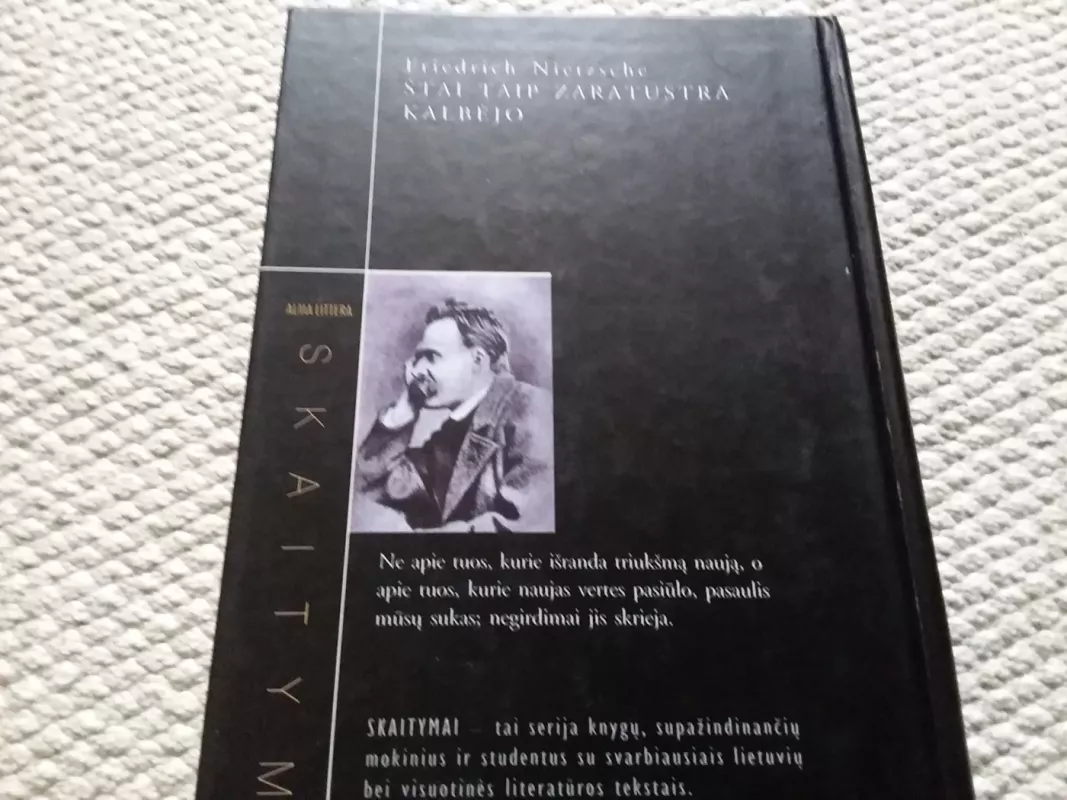 Friedrich Nietzsche
ŠTAI TAIP ZARATUSTRA
KALBĖJO
ALMA LITTERA
SKAITYM
Ne apie tuos, kurie išranda triukšmą naują, o
apie tuos, kurie naujas vertes pasiūlo, pasaulis
mūsų sukas; negirdimai jis skrieja.
SKAITYMAI – tai serija knygų, supažindinančių
mokinius ir studentus su svarbiausiais lietuvių
bei visuotinės literatūros tekstais.